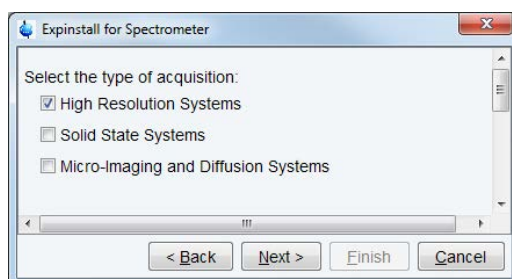 Expinstall for Spectrometer
Select the type of acquisition:
High Resolution Systems
Solid State Systems
Micro-Imaging and Diffusion Systems
< Back Next > Finish Cancel